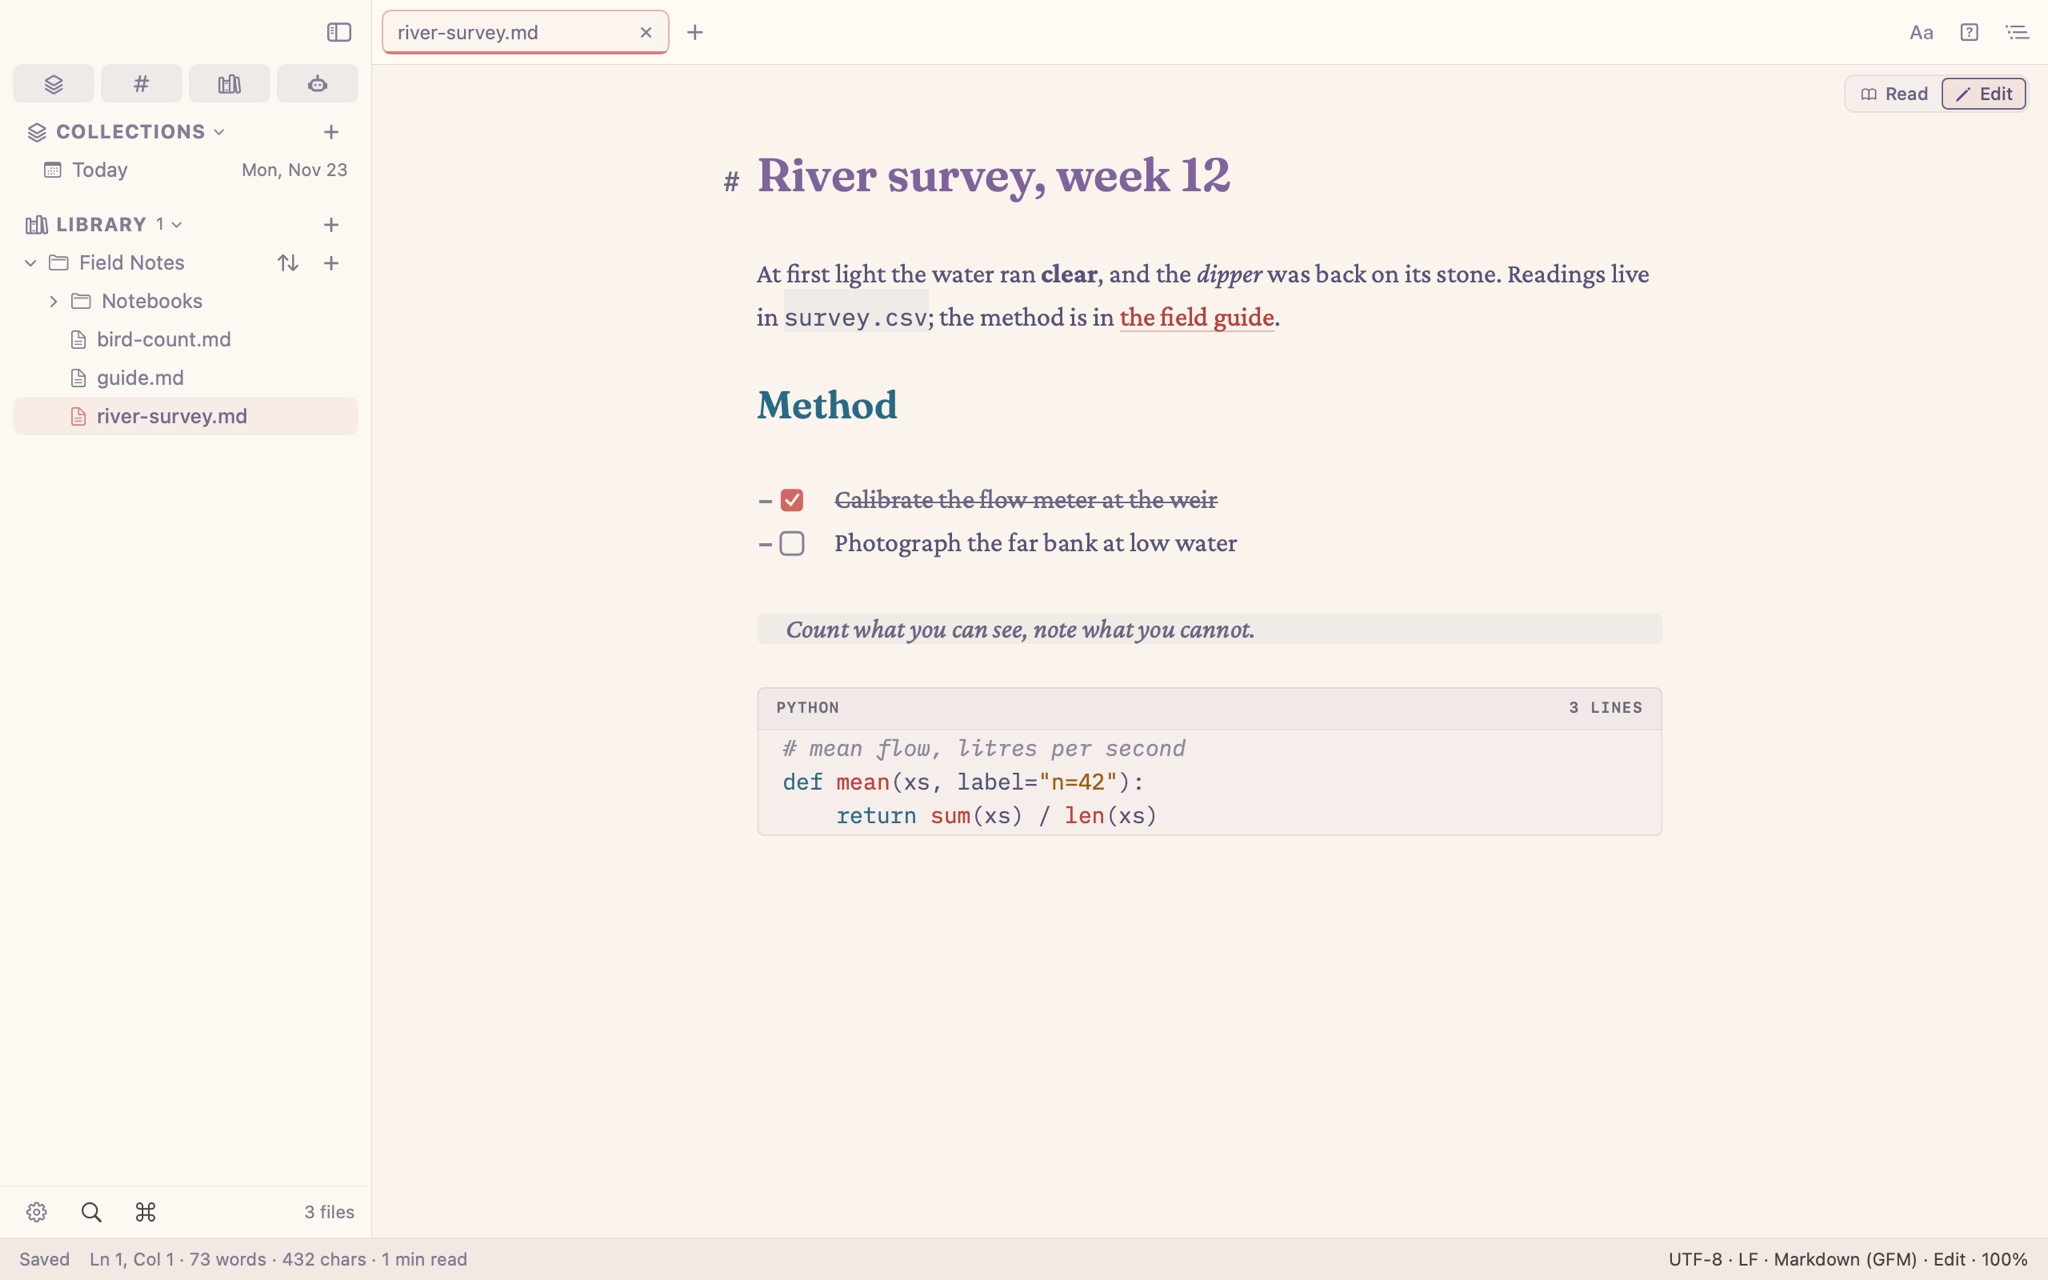 river-survey.md
Aa
Read
Edit
#
COLLECTIONS
Today
Mon, Nov 23
LIBRARY 1
Field Notes
Notebooks
bird-count.md
guide.md
river-survey.md
3 files
# River survey, week 12
At first light the water ran clear, and the dipper was back on its stone. Readings live
in survey.csv; the method is in the field guide.
Method
– Calibrate the flow meter at the weir
– Photograph the far bank at low water
Count what you can see, note what you cannot.
PYTHON
3 LINES
# mean flow, litres per second
def mean(xs, label="n=42"):
    return sum(xs) / len(xs)
Saved
Ln 1, Col 1 · 73 words · 432 chars · 1 min read
UTF-8 · LF · Markdown (GFM) · Edit · 100%